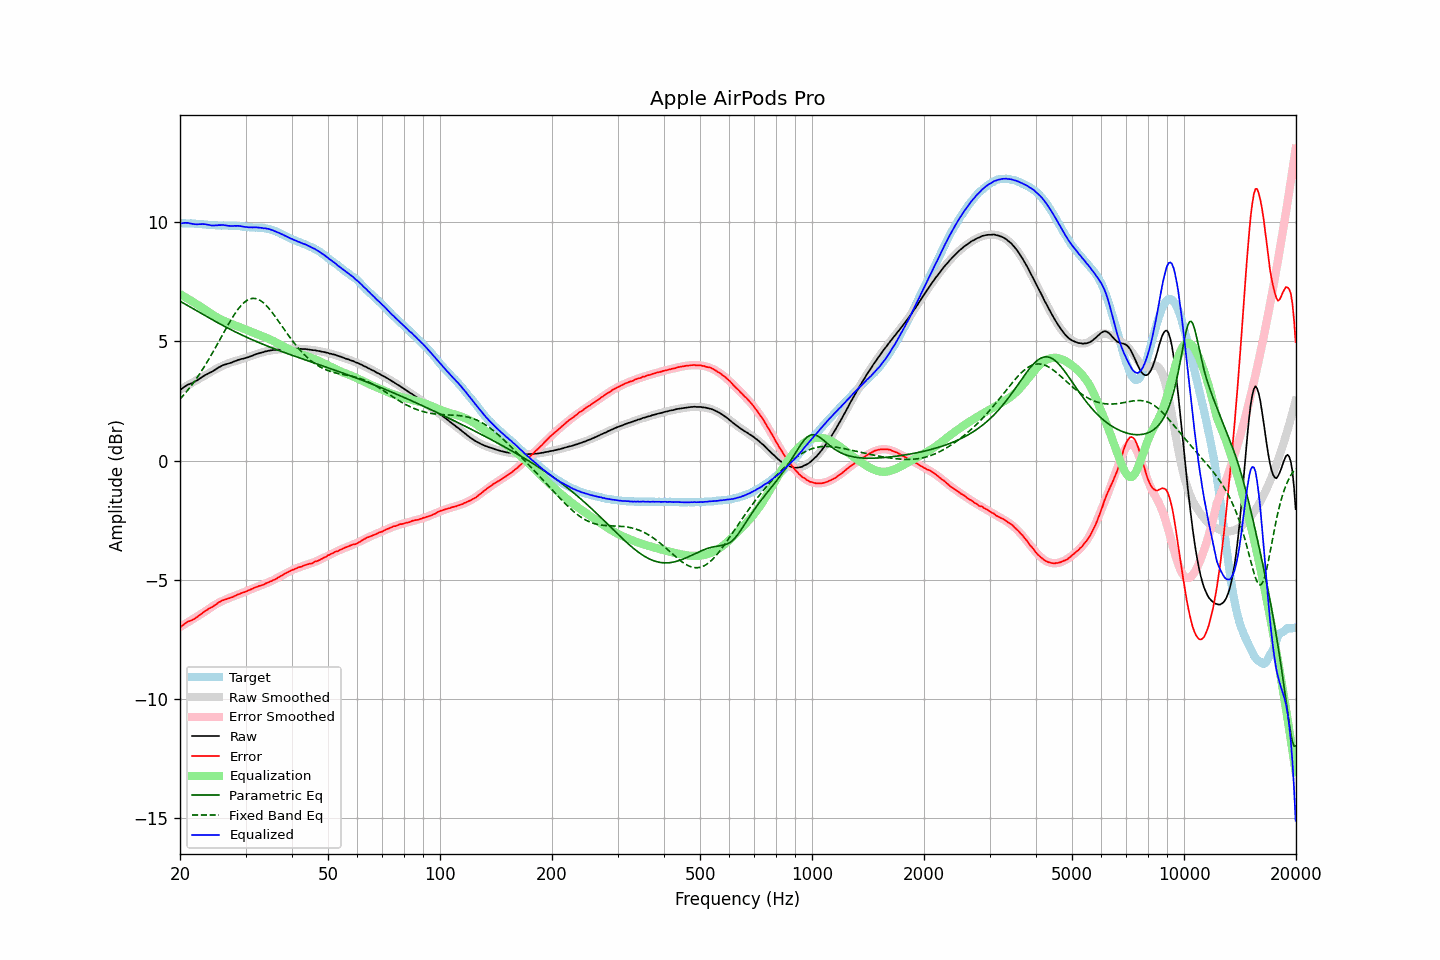 Apple AirPods Pro
Amplitude (dBr)
10
5
0
−5
−10
−15
Target
Raw Smoothed
Error Smoothed
Raw
Error
Equalization
Parametric Eq
Fixed Band Eq
Equalized
20 50 100 200 500 1000 2000 5000 10000 20000
Frequency (Hz)